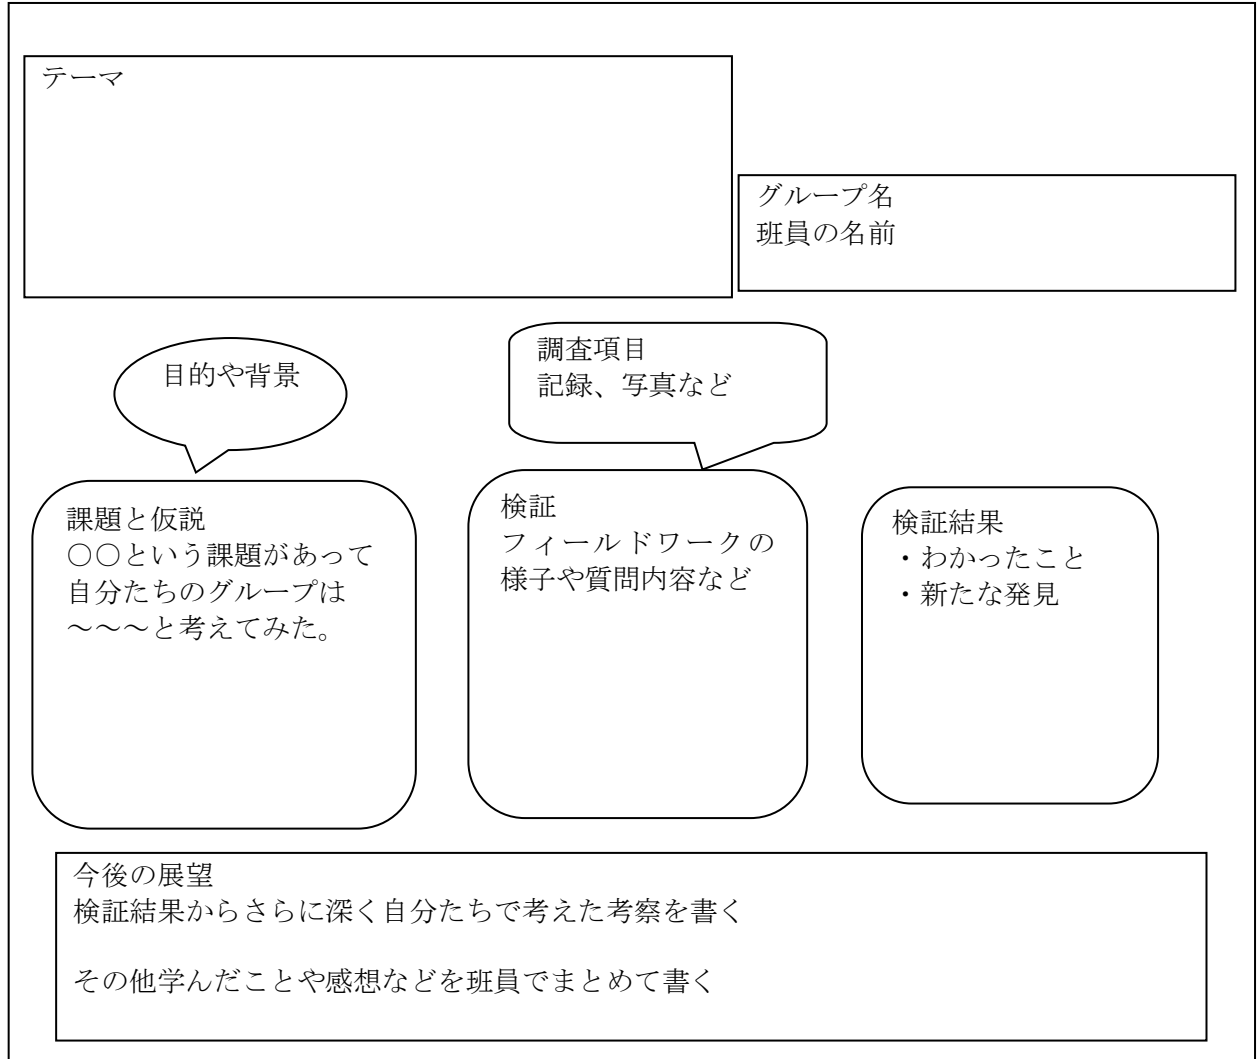 テーマ
グループ名
班員の名前
目的や背景
調査項目
記録、写真など
課題と仮説
○○という課題があって
自分たちのグループは
～～～と考えてみた。
検証
フィールドワークの
様子や質問内容など
検証結果
・わかったこと
・新たな発見
今後の展望
検証結果からさらに深く自分たちで考えた考察を書く
その他学んだことや感想などを班員でまとめて書く